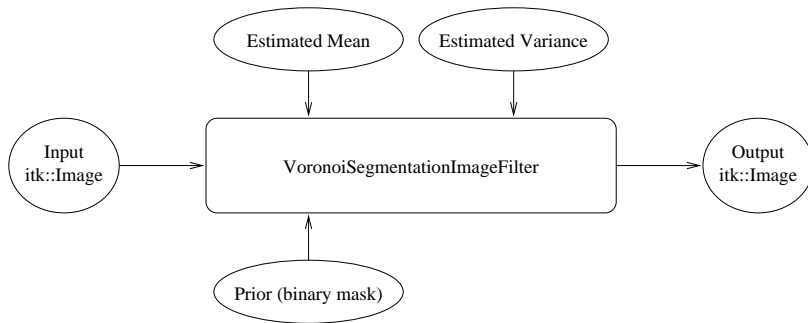 Estimated Mean
Estimated Variance
Input
itk::Image
VoronoiSegmentationImageFilter
Output
itk::Image
Prior (binary mask)